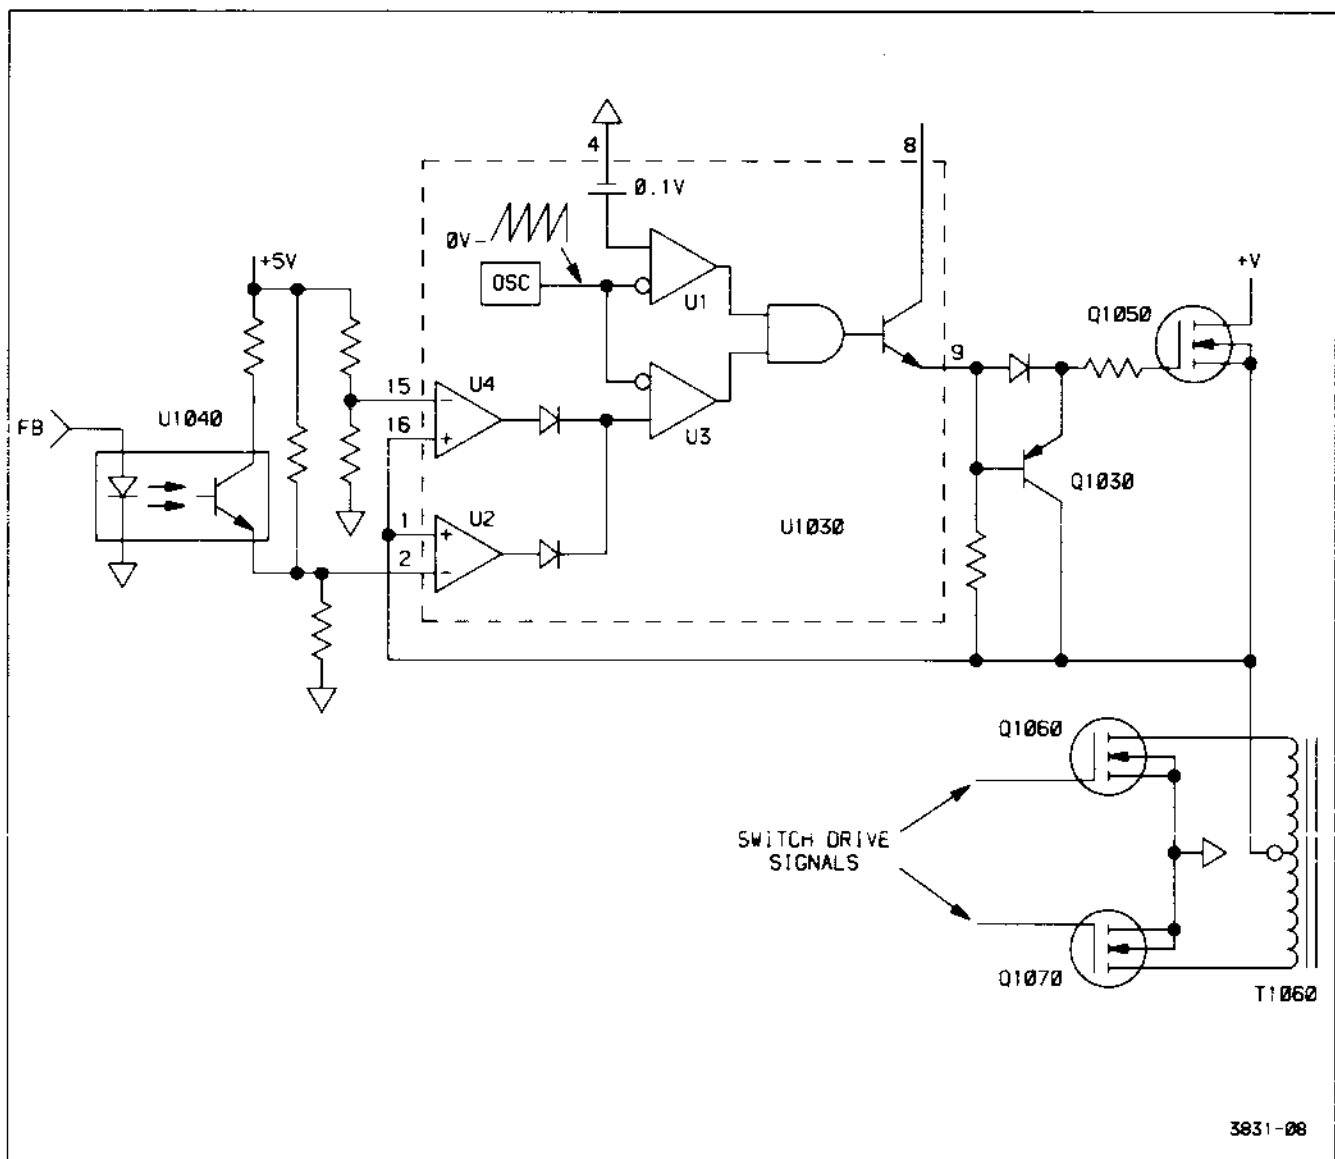 4
8
0.1V
0V
+5V
OSC
U1
+V
Q1050
9
15
U4
U1040
16
FB
U3
Q1030
1
U2
U1030
2
Q1060
SWITCH DRIVE
SIGNALS
Q1070
T1060
3831-08